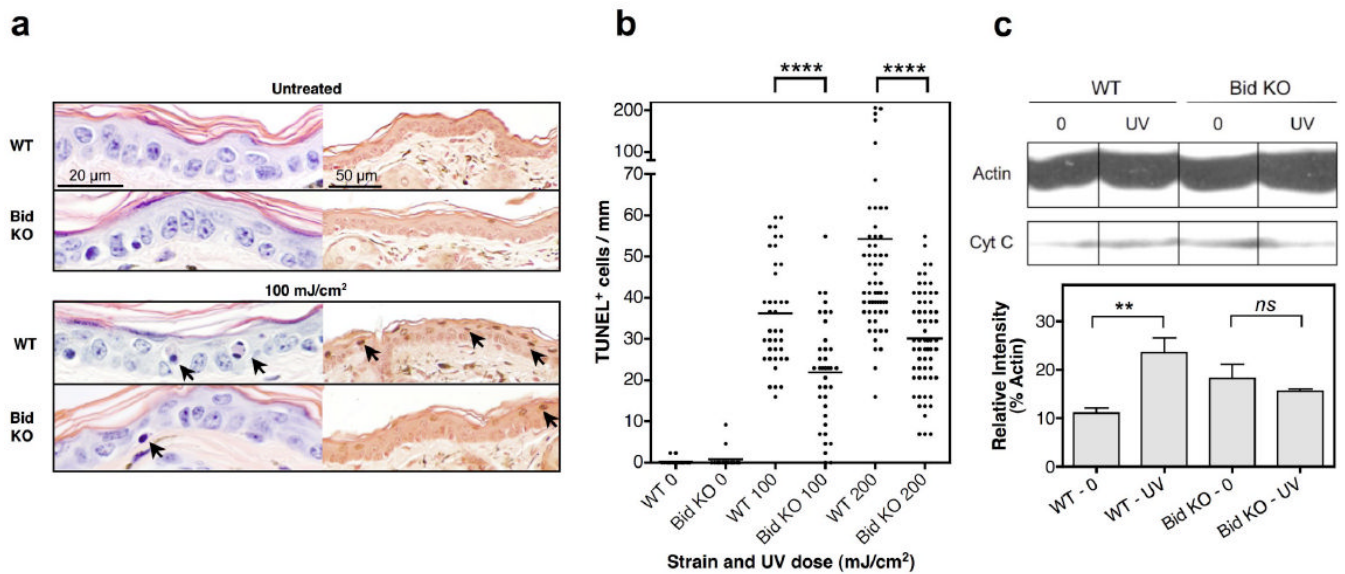 a
Untreated
WT
20 µm
50 µm
Bid
KO
100 mJ/cm²
WT
Bid
KO
b
****
****
200
100
70
60
50
40
30
20
10
0
TUNEL⁺ cells / mm
WT 0
Bid KO 0
WT 100
Bid KO 100
WT 200
Bid KO 200
Strain and UV dose (mJ/cm²)
c
WT Bid KO
0 UV 0 UV
Actin
Cyt C
Relative Intensity
(% Actin)
30
20
10
0
**
ns
WT - 0
WT - UV
Bid KO - 0
Bid KO - UV